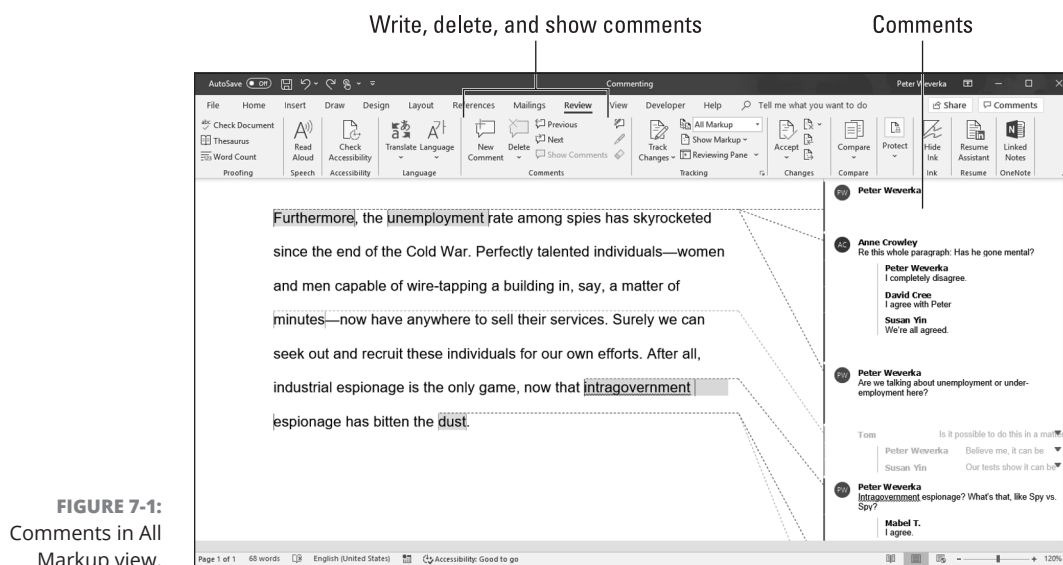 Write, delete, and show comments
Comments
AutoSave Off
Commenting
Peter Weverka
File Home Insert Draw Design Layout References Mailings Review View Developer Help Tell me what you want to do Share Comments
abc Check Document
Thesaurus
Word Count
Read Aloud
Check Accessibility
Translate Language
New Comment
Delete
Previous
Next
Show Comments
Track Changes
All Markup
Show Markup
Reviewing Pane
Accept
Compare
Protect
Hide Ink
Resume Assistant
Linked Notes
Proofing Speech Accessibility Language Comments Tracking Changes Compare Ink Resume OneNote
Furthermore, the unemployment rate among spies has skyrocketed
since the end of the Cold War. Perfectly talented individuals—women
and men capable of wire-tapping a building in, say, a matter of
minutes—now have anywhere to sell their services. Surely we can
seek out and recruit these individuals for our own efforts. After all,
industrial espionage is the only game, now that intragovernment
espionage has bitten the dust.
PW Peter Weverka
AC Anne Crowley
Re this whole paragraph: Has he gone mental?
Peter Weverka
I completely disagree.
David Cree
I agree with Peter
Susan Yin
We're all agreed.
PW Peter Weverka
Are we talking about unemployment or under-
employment here?
Tom Is it possible to do this in a matter
Peter Weverka Believe me, it can be
Susan Yin Our tests show it can be
PW Peter Weverka
Intragovernment espionage? What's that, like Spy vs.
Spy?
Mabel T.
I agree.
Page 1 of 1 68 words English (United States) Accessibility: Good to go 120%
FIGURE 7-1:
Comments in All
Markup view.